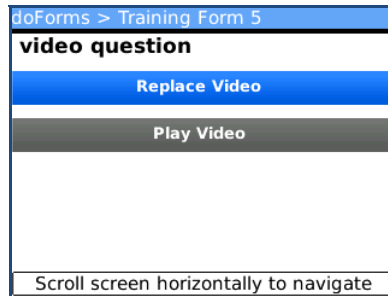 doForms > Training Form 5
video question
Replace Video
Play Video
Scroll screen horizontally to navigate